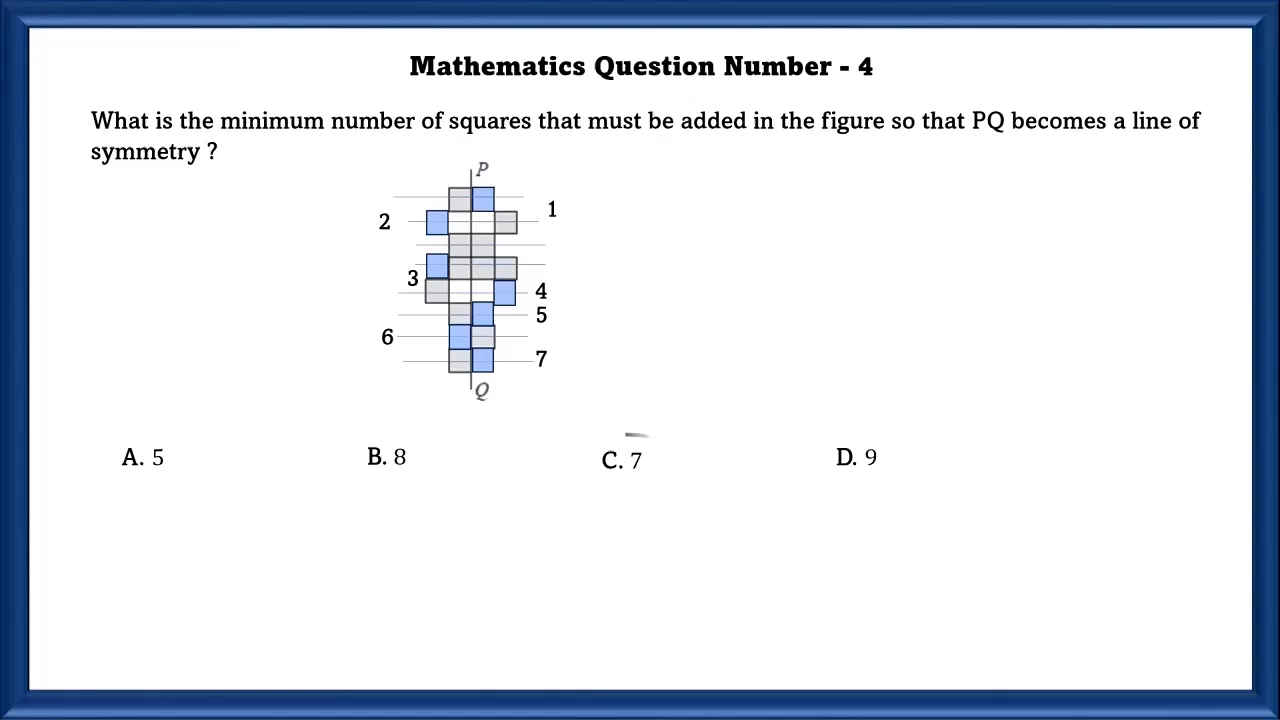 Mathematics Question Number - 4
What is the minimum number of squares that must be added in the figure so that PQ becomes a line of
symmetry ?
P
1
2
3
4
5
6
7
Q
A. 5 B. 8 C. 7 D. 9